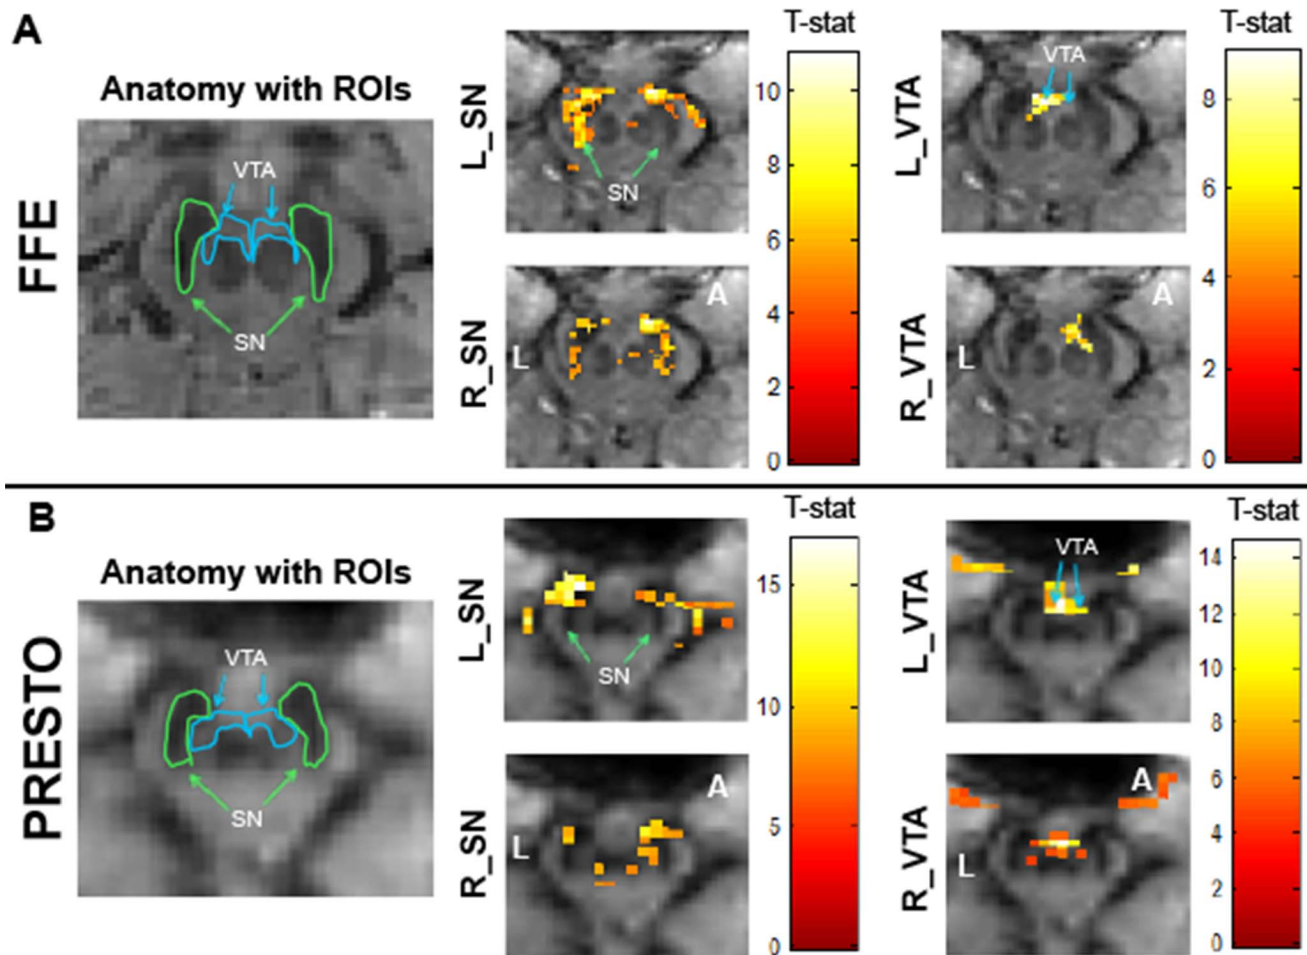 A
Anatomy with ROIs
FFE
VTA
SN
L_SN
SN
T-stat
10
8
6
4
2
0
R_SN
A
L
L_VTA
VTA
T-stat
8
6
4
2
0
R_VTA
A
L
B
Anatomy with ROIs
PRESTO
VTA
SN
L_SN
SN
T-stat
15
10
5
0
R_SN
A
L
L_VTA
VTA
T-stat
14
12
10
8
6
4
2
0
R_VTA
A
L